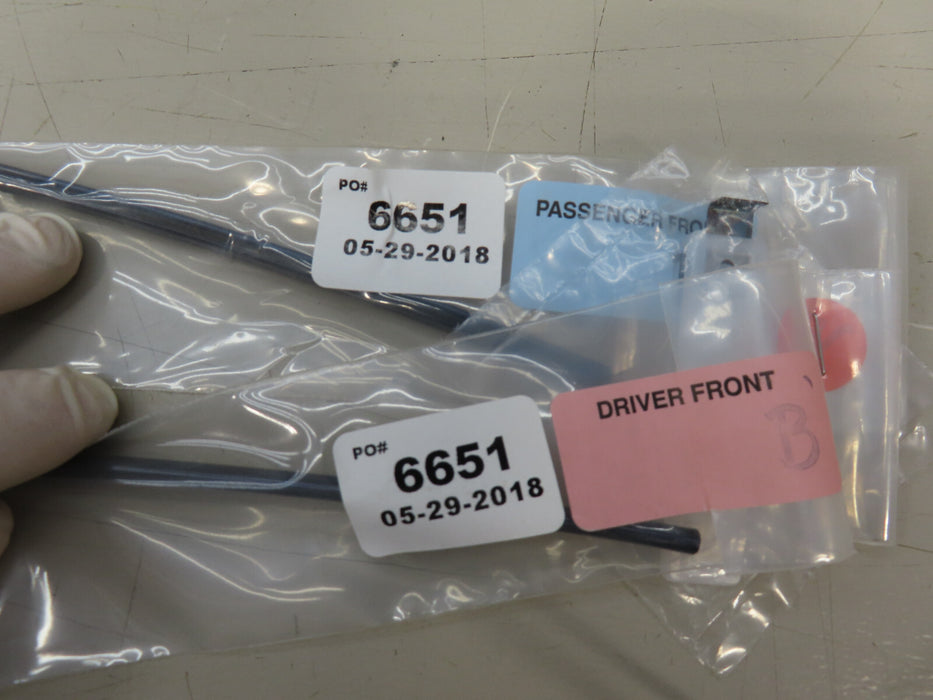 PO#
6651
05-29-2018
PASSENGER FRO
PO#
6651
05-29-2018
DRIVER FRONT
B